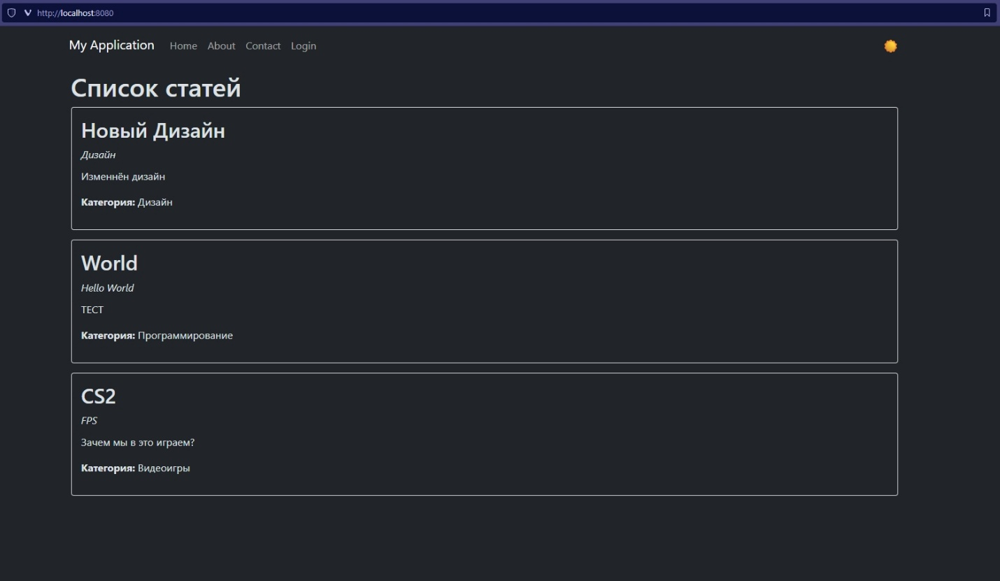 http://localhost:8080
My Application Home About Contact Login
Список статей
Новый Дизайн
Дизайн
Изменнён дизайн
Категория: Дизайн
World
Hello World
ТЕСТ
Категория: Программирование
CS2
FPS
Зачем мы в это играем?
Категория: Видеоигры